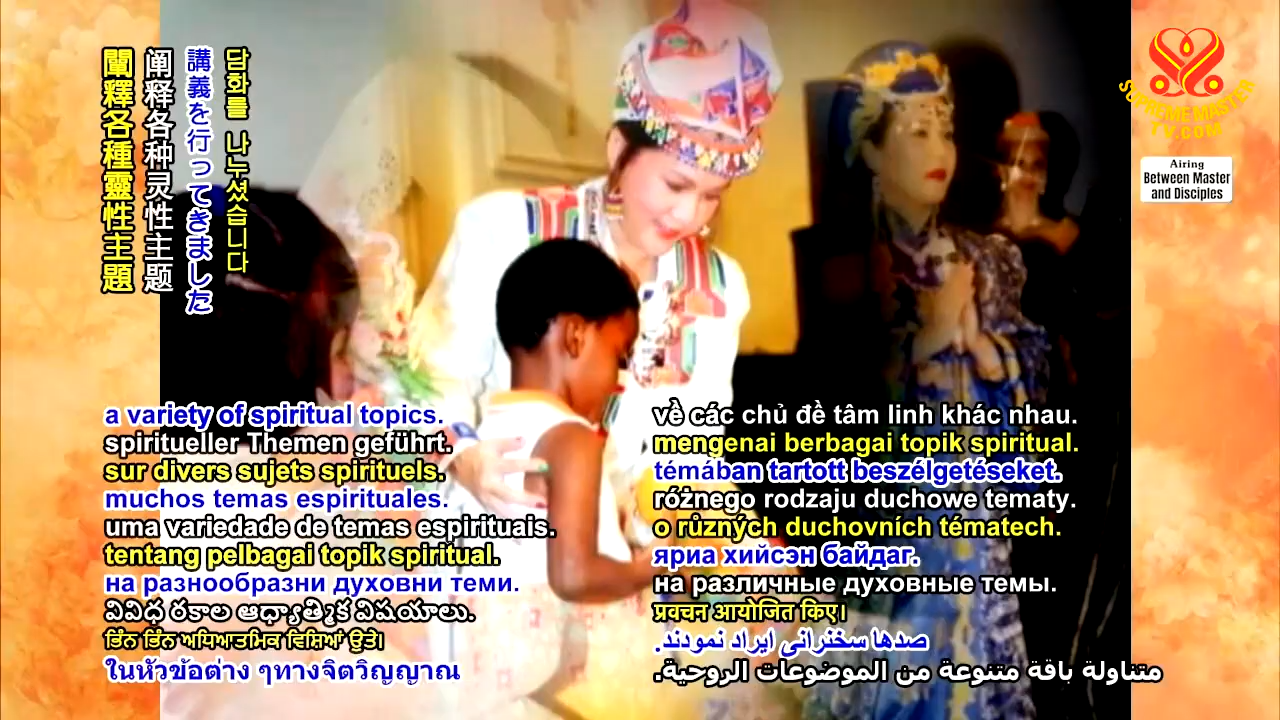 闡釋各種靈性主題
阐释各种灵性主题
講義を行ってきました
담화를 나누셨습니다
SUPREME MASTER
TV.COM
Airing
Between Master
and Disciples
a variety of spiritual topics.
spiritueller Themen geführt.
sur divers sujets spirituels.
muchos temas espirituales.
uma variedade de temas espirituais.
tentang pelbagai topik spiritual.
на разнообразни духовни теми.
వివిధ రకాల ఆధ్యాత్మిక విషయాలు.
ਭਿੰਨ ਭਿੰਨ ਅਧਿਆਤਮਿਕ ਵਿਸ਼ਿਆਂ ਉਤੇ।
ในหัวข้อต่าง ๆทางจิตวิญญาณ
về các chủ đề tâm linh khác nhau.
mengenai berbagai topik spiritual.
témában tartott beszélgetéseket.
różnego rodzaju duchowe tematy.
o různých duchovních tématech.
яриа хийсэн байдаг.
на различные духовные темы.
प्रवचन आयोजित किए।
صدها سخنرانی ایراد نمودند.
متناولة باقة متنوعة من الموضوعات الروحية.